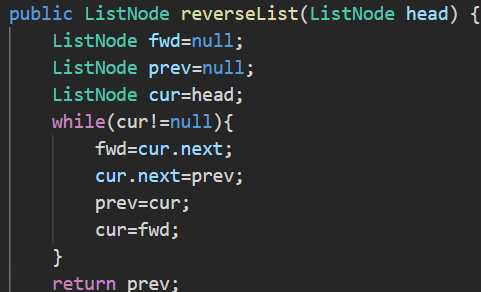 public ListNode reverseList(ListNode head) {
ListNode fwd=null;
ListNode prev=null;
ListNode cur=head;
while(cur!=null){
fwd=cur.next;
cur.next=prev;
prev=cur;
cur=fwd;
}
return prev;